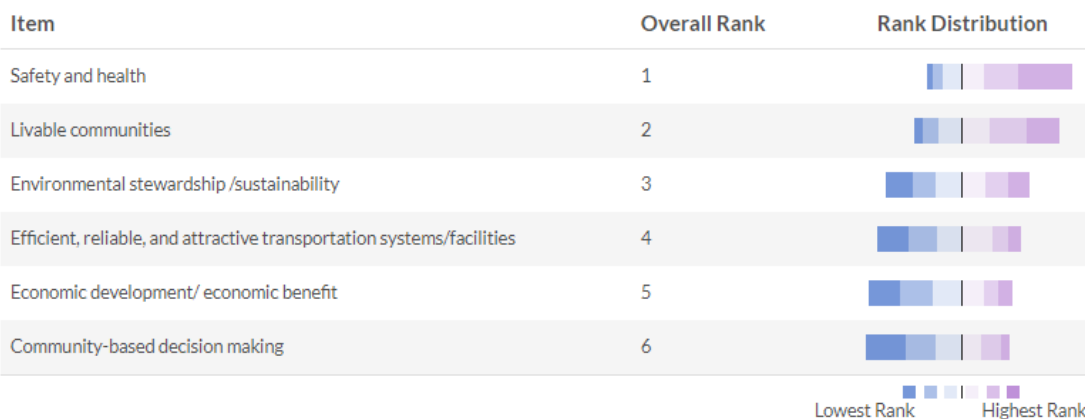 Item Overall Rank Rank Distribution
Safety and health 1
Livable communities 2
Environmental stewardship /sustainability 3
Efficient, reliable, and attractive transportation systems/facilities 4
Economic development/ economic benefit 5
Community-based decision making 6
Lowest Rank Highest Rank